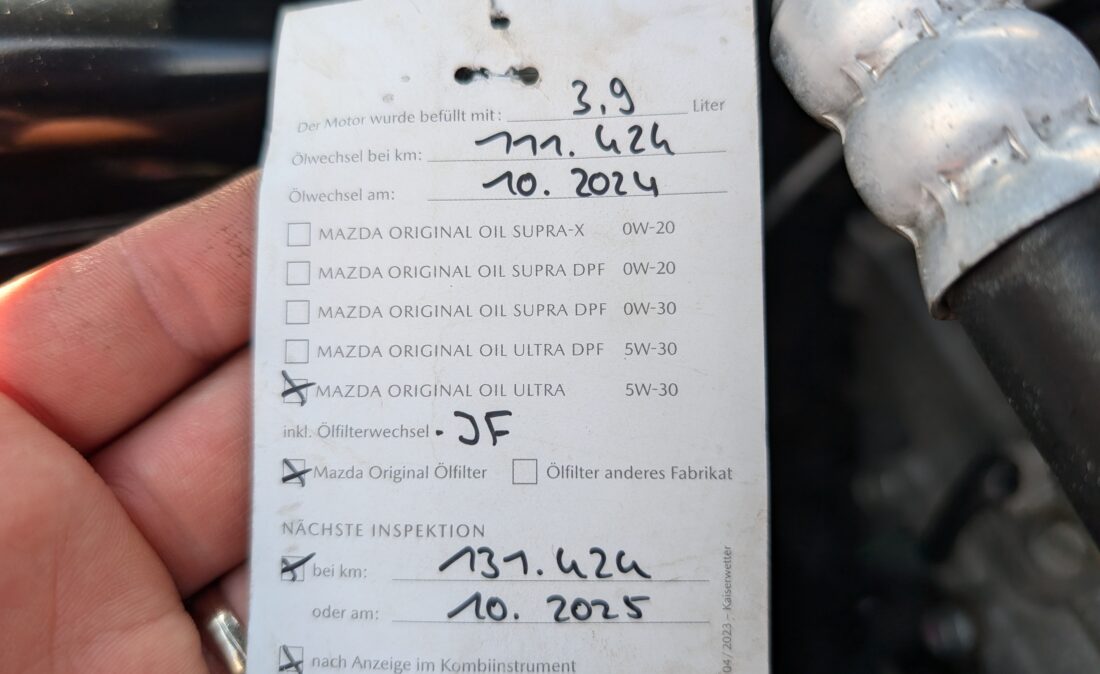 Der Motor wurde befüllt mit: 3,9 Liter
Ölwechsel bei km: 111.424
Ölwechsel am: 10. 2024
MAZDA ORIGINAL OIL SUPRA-X 0W-20
MAZDA ORIGINAL OIL SUPRA DPF 0W-20
MAZDA ORIGINAL OIL SUPRA DPF 0W-30
MAZDA ORIGINAL OIL ULTRA DPF 5W-30
MAZDA ORIGINAL OIL ULTRA 5W-30
inkl. Ölfilterwechsel · JF
Mazda Original Ölfilter Ölfilter anderes Fabrikat
NÄCHSTE INSPEKTION
bei km: 131.424
oder am: 10. 2025
nach Anzeige im Kombiinstrument
04/2023 – Kaiserwetter